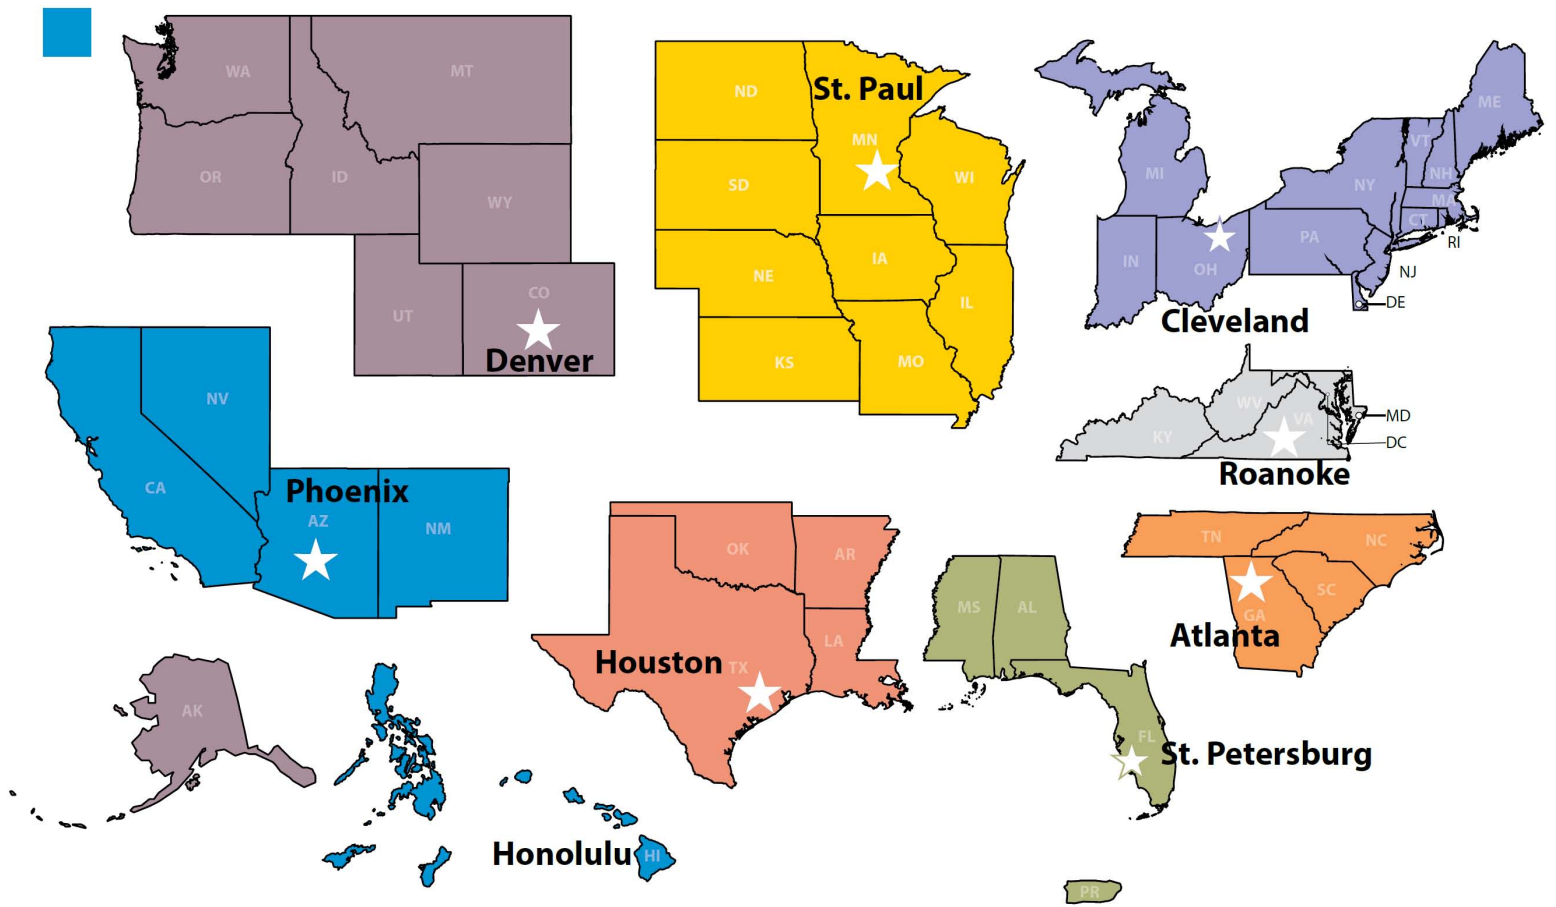 WA
MT
OR
ID
WY
UT
CO
Denver
ND
St. Paul
MN
SD
WI
NE
IA
IL
KS
MO
ME
VT
NH
MI
NY
MA
CT
RI
PA
IN
OH
NJ
DE
Cleveland
NV
CA
Phoenix
AZ
NM
WV
VA
MD
KY
DC
Roanoke
OK
AR
LA
Houston
TX
TN
NC
SC
GA
Atlanta
MS
AL
FL
St. Petersburg
PR
AK
Honolulu
HI